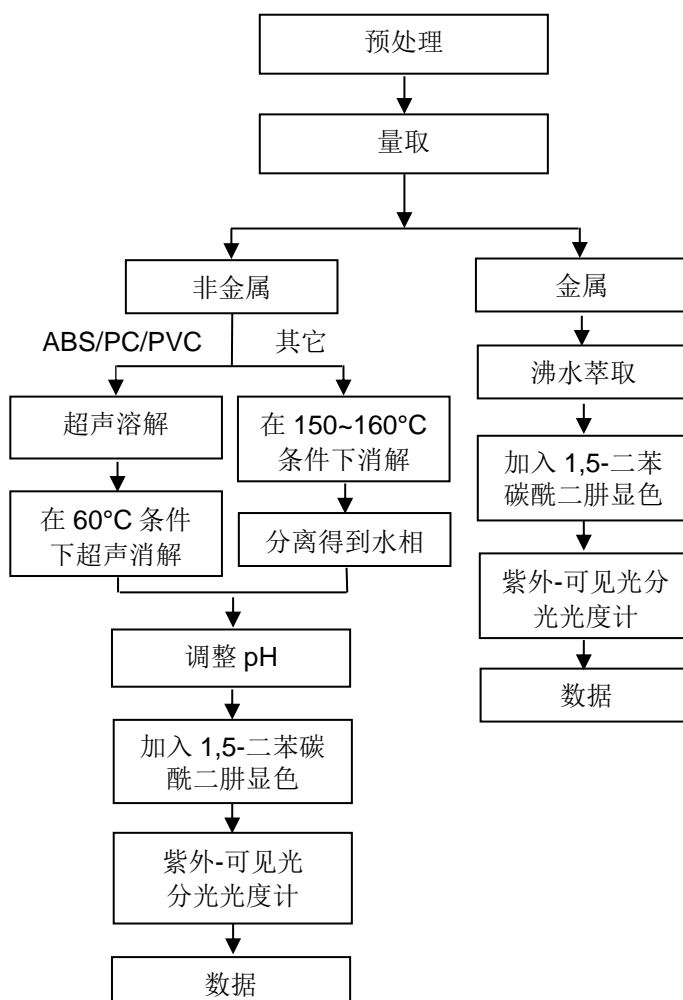 预处理
量取
非金属
金属
ABS/PC/PVC
其它
沸水萃取
超声溶解
在 150~160°C
条件下消解
加入 1,5-二苯
碳酰二肼显色
在 60°C 条件
下超声消解
分离得到水相
紫外-可见光分
光光度计
调整 pH
数据
加入 1,5-二苯碳
酰二肼显色
紫外-可见光
分光光度计
数据